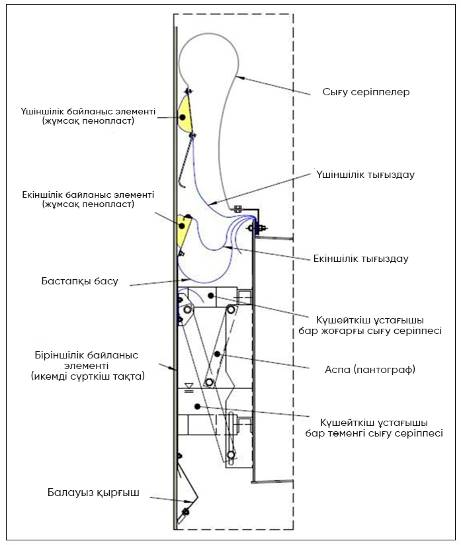 Сығу серіппелер
Үшіншілік байланыс элементі
(жұмсақ пенопласт)
Үшіншілік тығыздау
Екіншілік байланыс элементі
(жұмсақ пенопласт)
Екіншілік тығыздау
Бастапқы басу
Күшейткіш ұстағышы
бар жоғарғы сығу серіппесі
Біріншілік байланыс
элементі
(икемді сүрткіш тақта)
Аспа (пантограф)
Күшейткіш ұстағышы
бар төменгі сығу серіппесі
Балауыз қырғыш